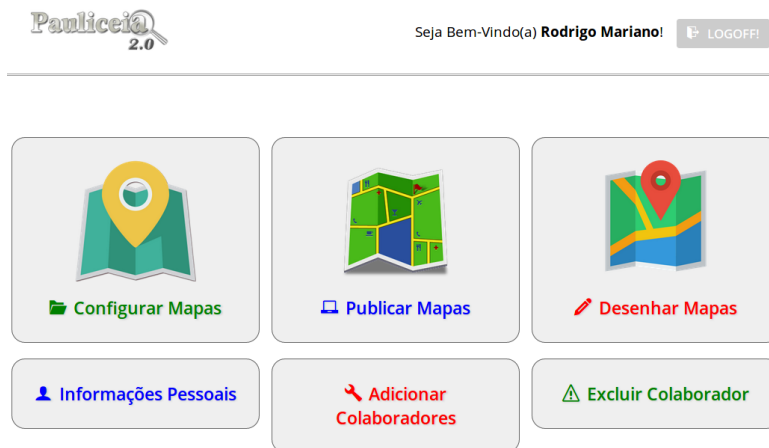 Pauliceia
2.0
Seja Bem-Vindo(a) Rodrigo Mariano!
LOGOFF!
Configurar Mapas
Publicar Mapas
Desenhar Mapas
Informações Pessoais
Adicionar
Colaboradores
Excluir Colaborador